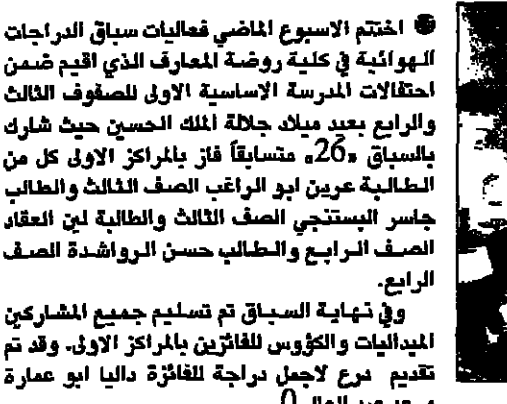 ● اختتم الاسبوع الماضي فعاليات سباق الدراجات
الهوائية في كلية روضة المعارف الذي اقيم ضمن
احتفالات المدرسة الاساسية الاولى للصفوف الثالث
والرابع بعيد ميلاد جلالة الملك الحسين حيث شارك
بالسباق «26» متسابقاً فاز بالمراكز الاولى كل من
الطالبة عرين ابو الراغب الصف الثالث والطالب
جاسر البستنجي الصف الثالث والطالبة لين العقاد
الصف الرابع والطالب حسن الرواشدة الصف
الرابع.
وفي نهاية السباق تم تسليم جميع المشاركين
الميداليات والكؤوس للفائزين بالمراكز الاولى. وقد تم
تقديم درع لاجمل دراجة للفائزة داليا ابو عمارة